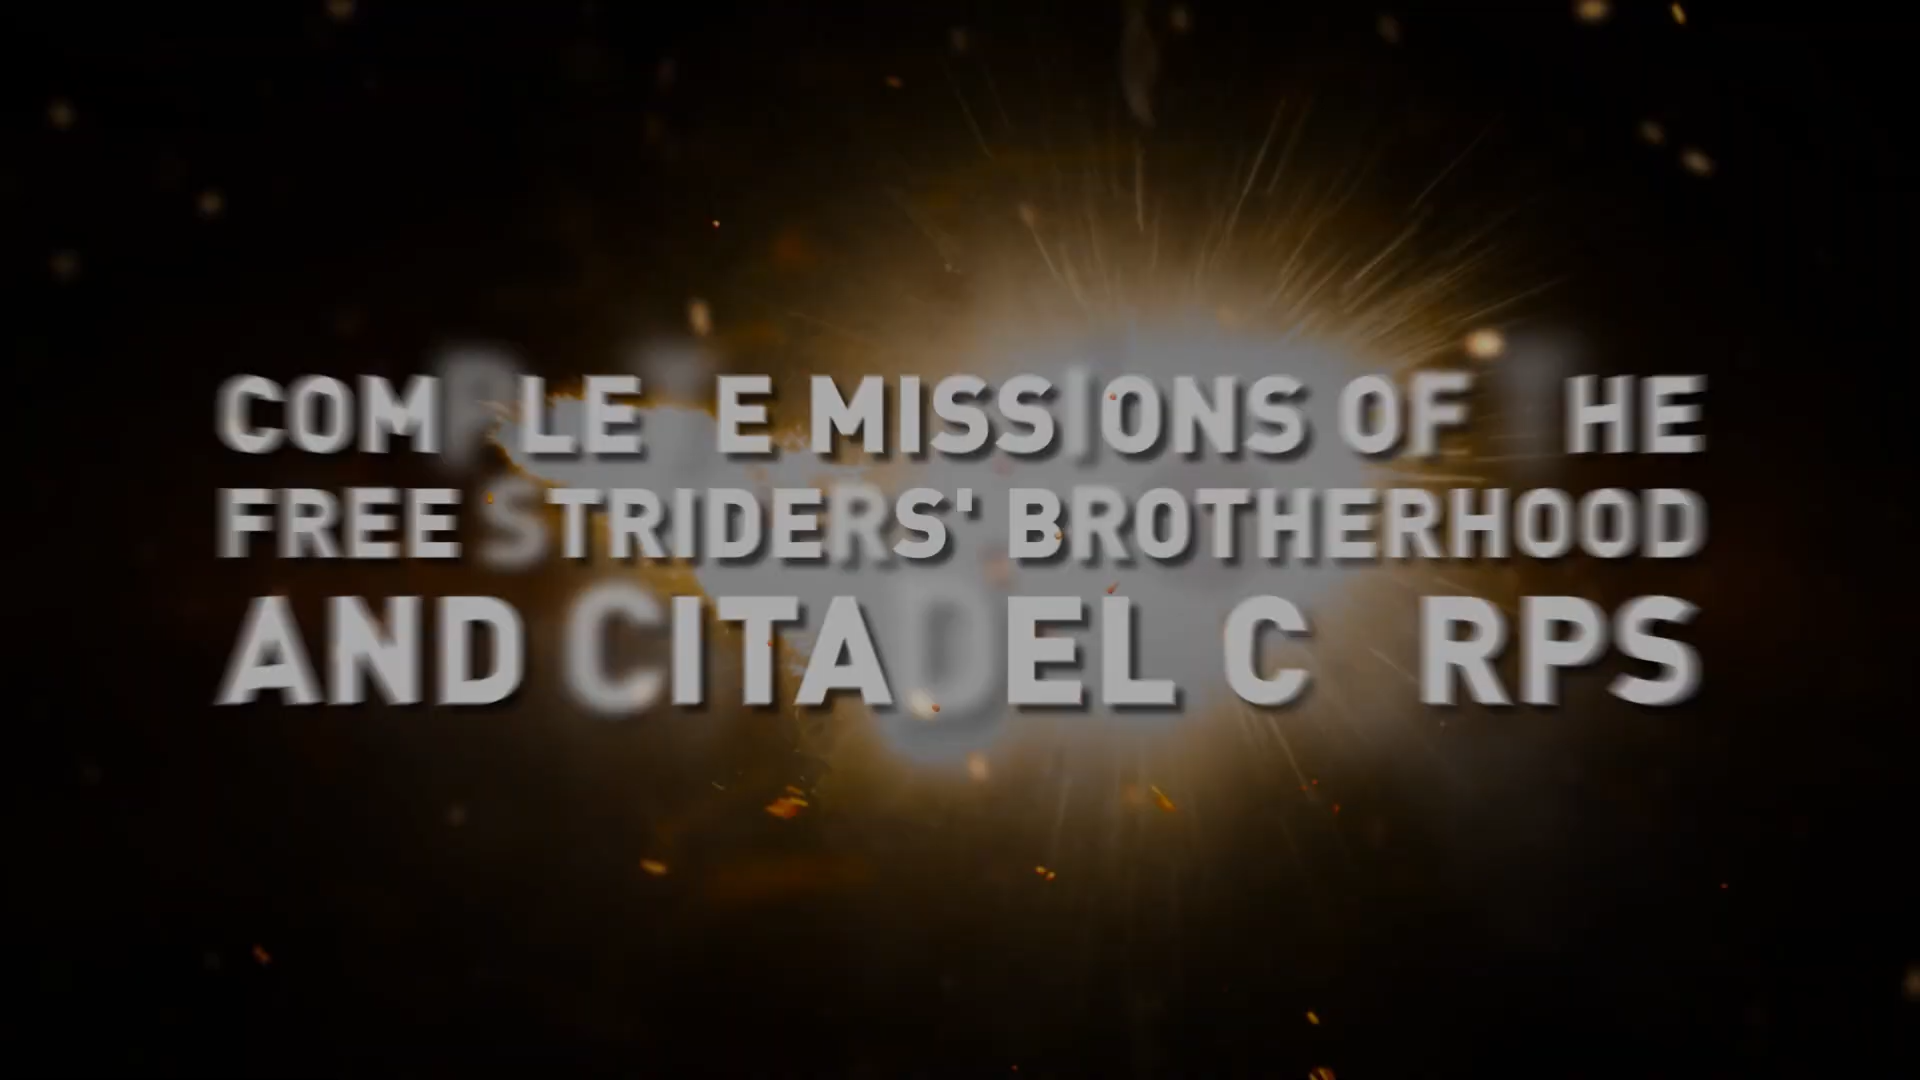 COMPLETE MISSIONS OF THE
FREE STRIDERS' BROTHERHOOD
AND CITADEL CORPS